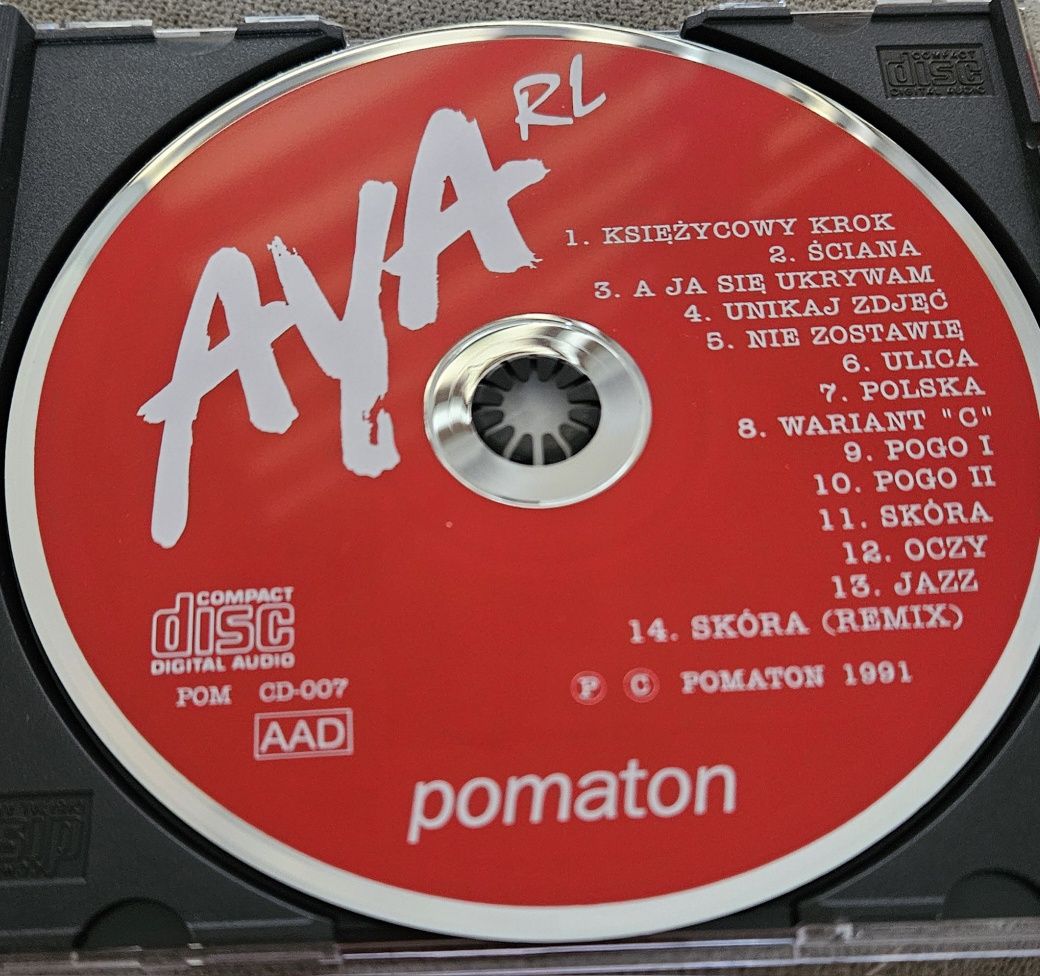 AYA RL
1. KSIĘŻYCOWY KROK
2. ŚCIANA
3. A JA SIĘ UKRYWAM
4. UNIKAJ ZDJĘĆ
5. NIE ZOSTAWIĘ
6. ULICA
7. POLSKA
8. WARIANT "C"
9. POGO I
10. POGO II
11. SKÓRA
12. OCZY
13. JAZZ
14. SKÓRA (REMIX)
P C POMATON 1991
COMPACT
disc
DIGITAL AUDIO
POM CD-007
AAD
pomaton
COMPACT
disc
DIGITAL AUDIO